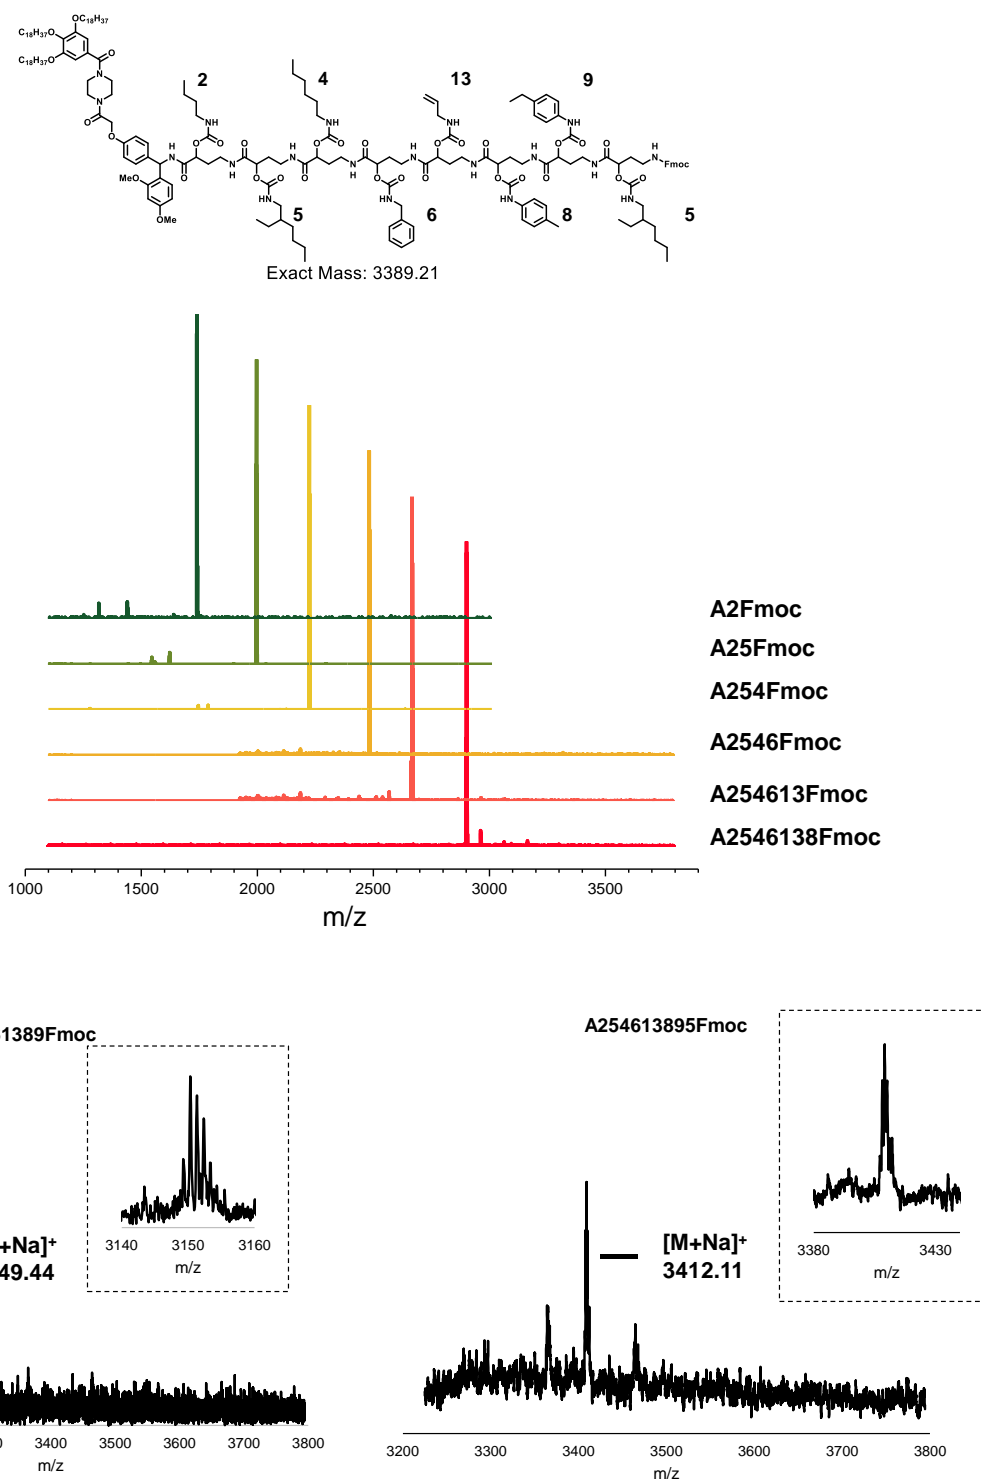 OC18H37
C18H37O
C18H37O
O
N
N
O
O
MeO
OMe
2
4
13
9
5
6
8
5
Fmoc
Exact Mass: 3389.21
A2Fmoc
A25Fmoc
A254Fmoc
A2546Fmoc
A254613Fmoc
A2546138Fmoc
1000 1500 2000 2500 3000 3500
m/z
1389Fmoc
3140 3150 3160
m/z
+Na]+
49.44
3400 3500 3600 3700 3800
m/z
A254613895Fmoc
3380 3430
m/z
[M+Na]+
3412.11
3200 3300 3400 3500 3600 3700 3800
m/z